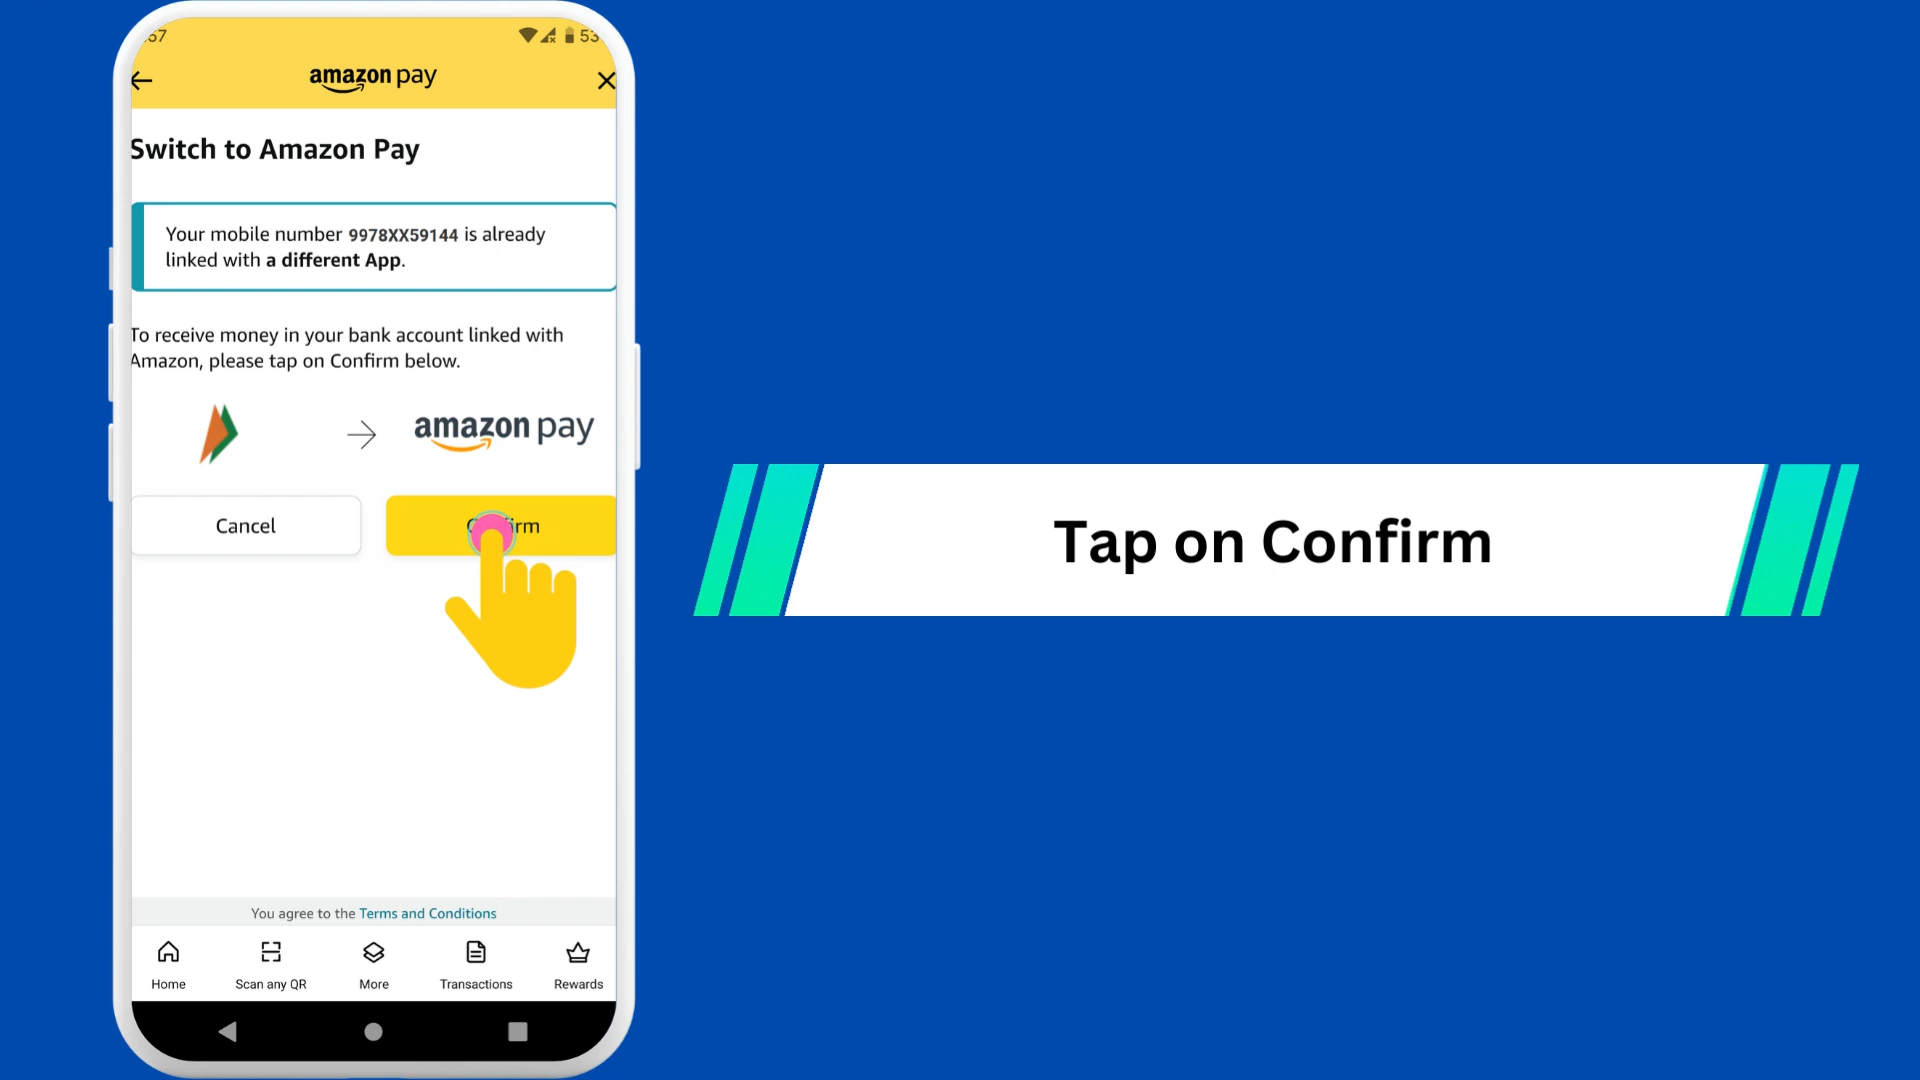 :57
53
amazon pay
Switch to Amazon Pay
Your mobile number 9978XX59144 is already
linked with a different App.
To receive money in your bank account linked with
Amazon, please tap on Confirm below.
amazon pay
Cancel
Tap on Confirm
You agree to the Terms and Conditions
Home
Scan any QR
More
Transactions
Rewards